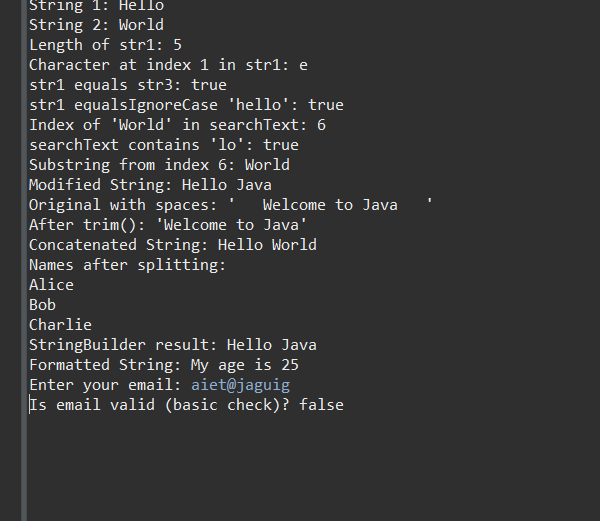 String 1: Hello
String 2: World
Length of str1: 5
Character at index 1 in str1: e
str1 equals str3: true
str1 equalsIgnoreCase 'hello': true
Index of 'World' in searchText: 6
searchText contains 'lo': true
Substring from index 6: World
Modified String: Hello Java
Original with spaces: '   Welcome to Java   '
After trim(): 'Welcome to Java'
Concatenated String: Hello World
Names after splitting:
Alice
Bob
Charlie
StringBuilder result: Hello Java
Formatted String: My age is 25
Enter your email: aiet@jaguig
Is email valid (basic check)? false